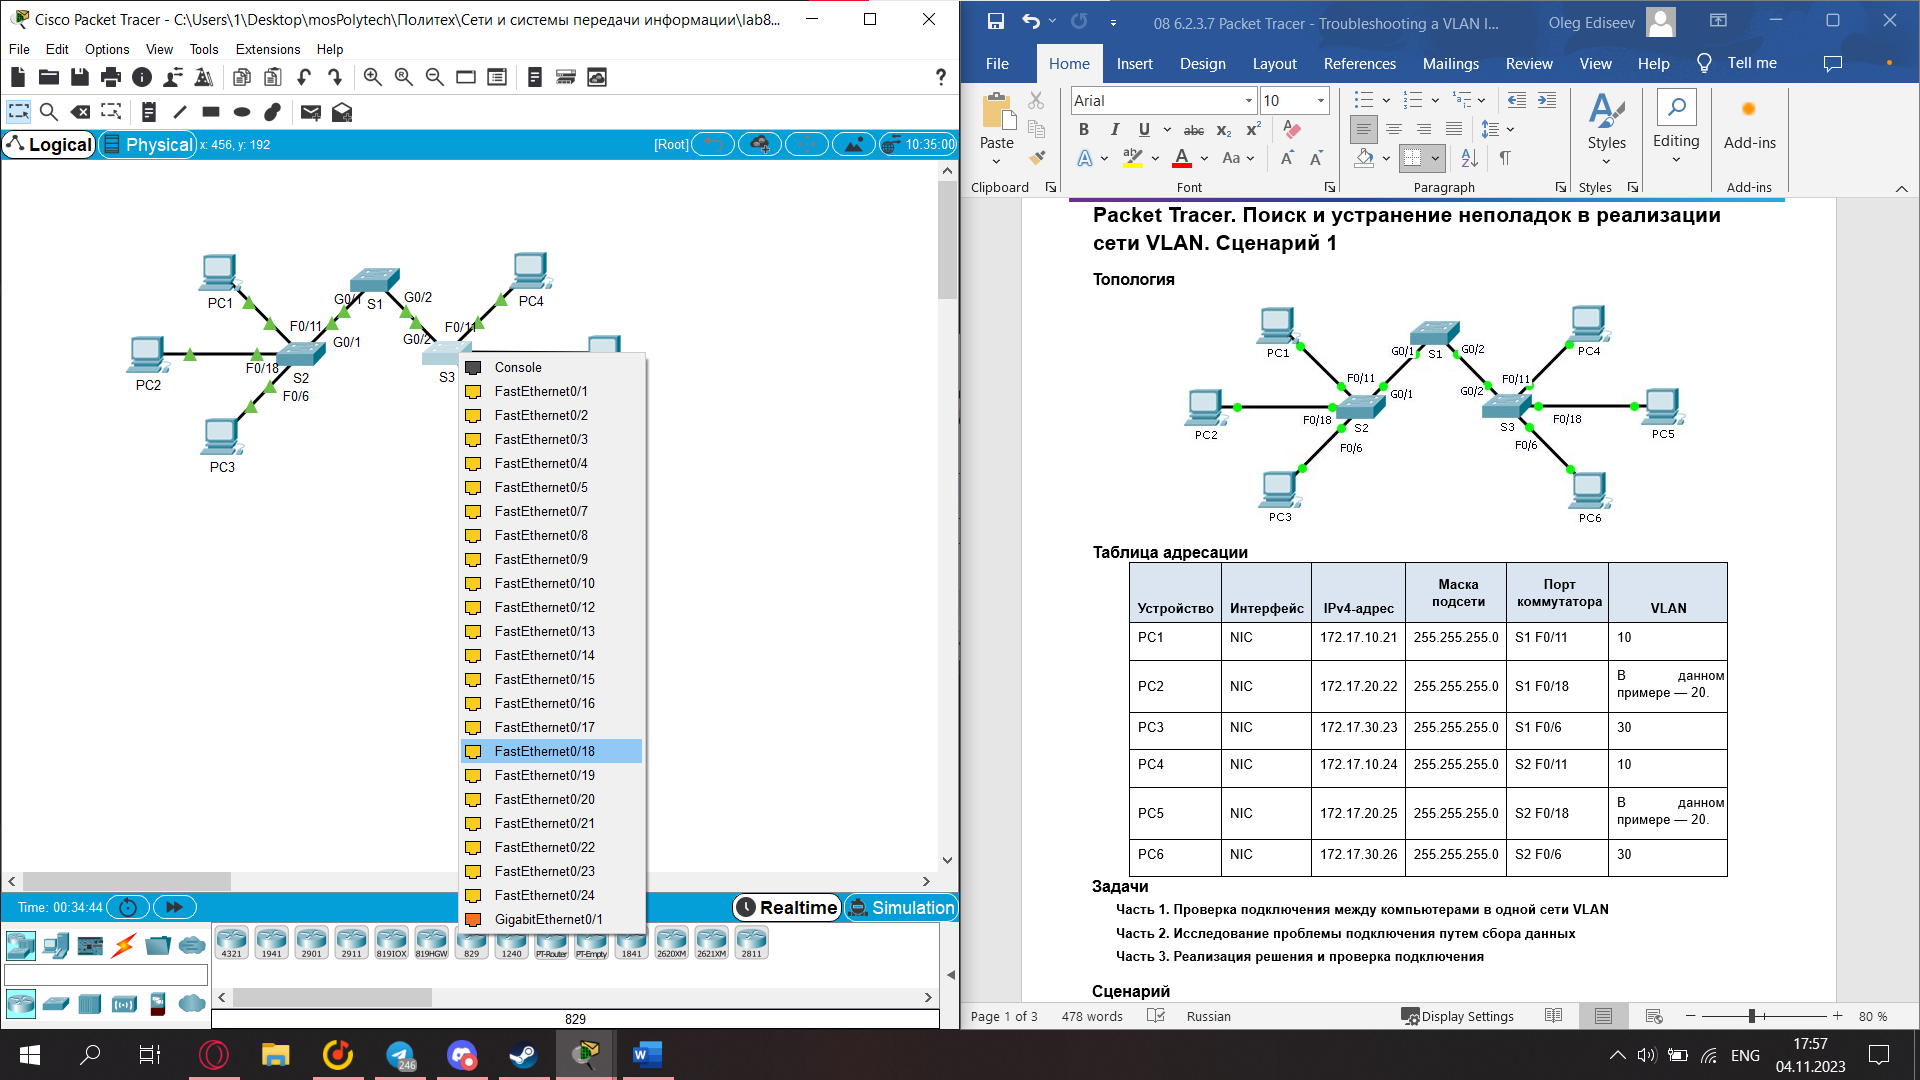 Cisco Packet Tracer - C:\Users\1\Desktop\mosPolytech\Политех\Сети и системы передачи информации\lab8...
File Edit Options View Tools Extensions Help
Logical Physical x: 456, y: 192 [Root] 10:35:00
PC1
PC2
PC3
PC4
S1
S2
S3
G0/1
G0/2
F0/11
G0/1
F0/18
F0/6
G0/2
F0/11
Console
FastEthernet0/1
FastEthernet0/2
FastEthernet0/3
FastEthernet0/4
FastEthernet0/5
FastEthernet0/7
FastEthernet0/8
FastEthernet0/9
FastEthernet0/10
FastEthernet0/12
FastEthernet0/13
FastEthernet0/14
FastEthernet0/15
FastEthernet0/16
FastEthernet0/17
FastEthernet0/18
FastEthernet0/19
FastEthernet0/20
FastEthernet0/21
FastEthernet0/22
FastEthernet0/23
FastEthernet0/24
GigabitEthernet0/1
Time: 00:34:44 Realtime Simulation
4321 1941 2901 2911 819IOX 819HGW 829 1240 PT-Router PT-Empty 1841 2620XM 2621XM 2811
829
08 6.2.3.7 Packet Tracer - Troubleshooting a VLAN I... Oleg Ediseev
File Home Insert Design Layout References Mailings Review View Help Tell me
Arial 10
Paste Styles Editing Add-ins
Clipboard Font Paragraph Styles Add-ins
Packet Tracer. Поиск и устранение неполадок в реализации
сети VLAN. Сценарий 1
Топология
PC1
PC2
PC3
PC4
PC5
PC6
S1
S2
S3
G0/1
G0/2
F0/11
G0/1
F0/18
F0/6
G0/2
F0/11
F0/18
F0/6
Таблица адресации
Устройство Интерфейс IPv4-адрес Маска подсети Порт коммутатора VLAN
PC1 NIC 172.17.10.21 255.255.255.0 S1 F0/11 10
PC2 NIC 172.17.20.22 255.255.255.0 S1 F0/18 В данном примере — 20.
PC3 NIC 172.17.30.23 255.255.255.0 S1 F0/6 30
PC4 NIC 172.17.10.24 255.255.255.0 S2 F0/11 10
PC5 NIC 172.17.20.25 255.255.255.0 S2 F0/18 В данном примере — 20.
PC6 NIC 172.17.30.26 255.255.255.0 S2 F0/6 30
Задачи
Часть 1. Проверка подключения между компьютерами в одной сети VLAN
Часть 2. Исследование проблемы подключения путем сбора данных
Часть 3. Реализация решения и проверка подключения
Сценарий
Page 1 of 3 478 words Russian Display Settings 80 %
246
ENG 17:57
04.11.2023